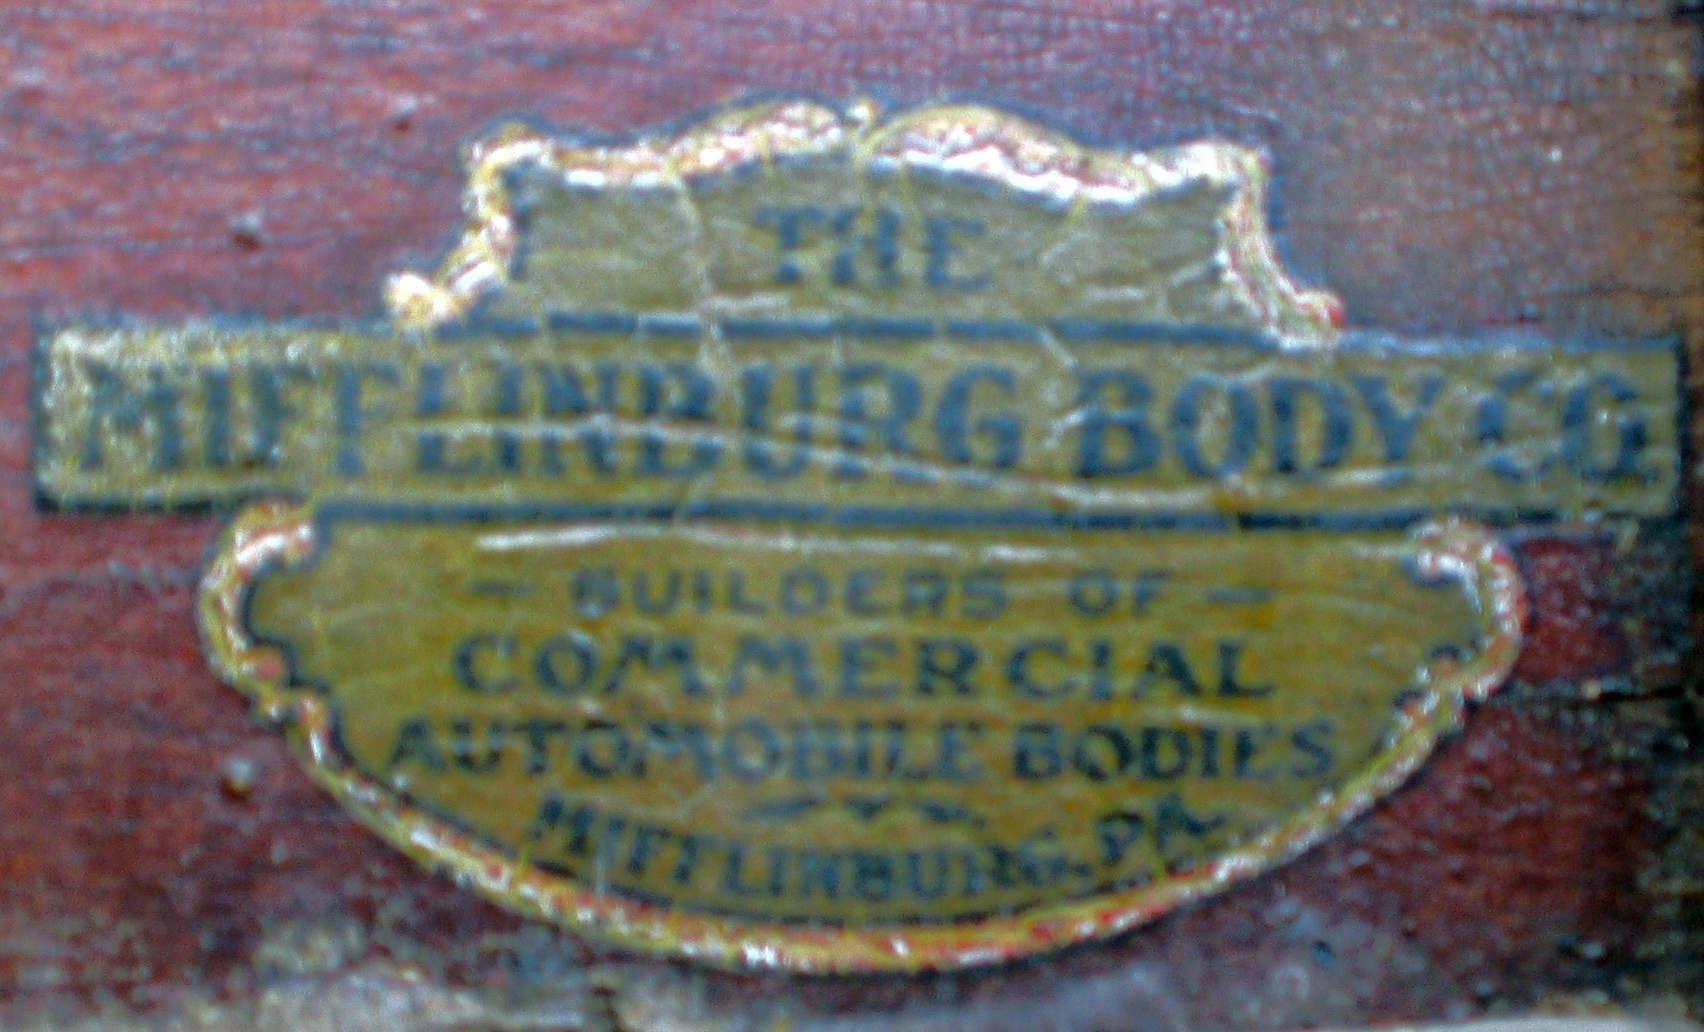 THE
MIFFLINBURG BODY CO
- BUILDERS OF -
COMMERCIAL
AUTOMOBILE BODIES
MIFFLINBURG, PA.